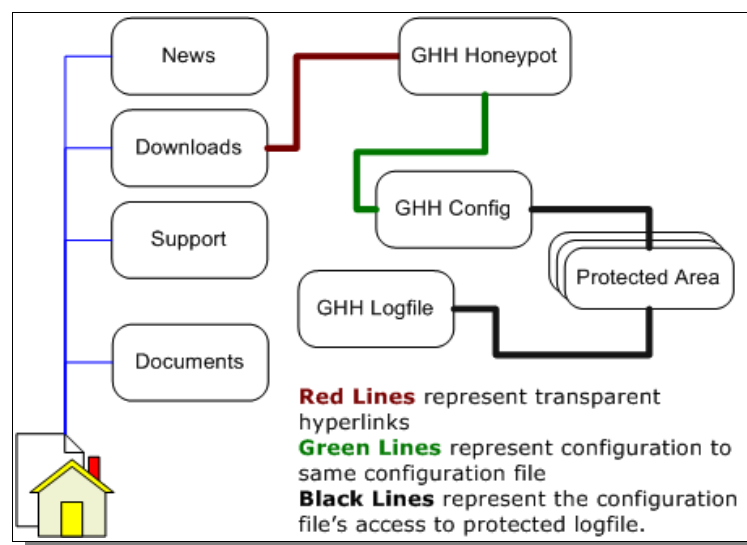 News
GHH Honeypot
Downloads
GHH Config
Support
Protected Area
GHH Logfile
Documents
Red Lines represent transparent
hyperlinks
Green Lines represent configuration to
same configuration file
Black Lines represent the configuration
file's access to protected logfile.